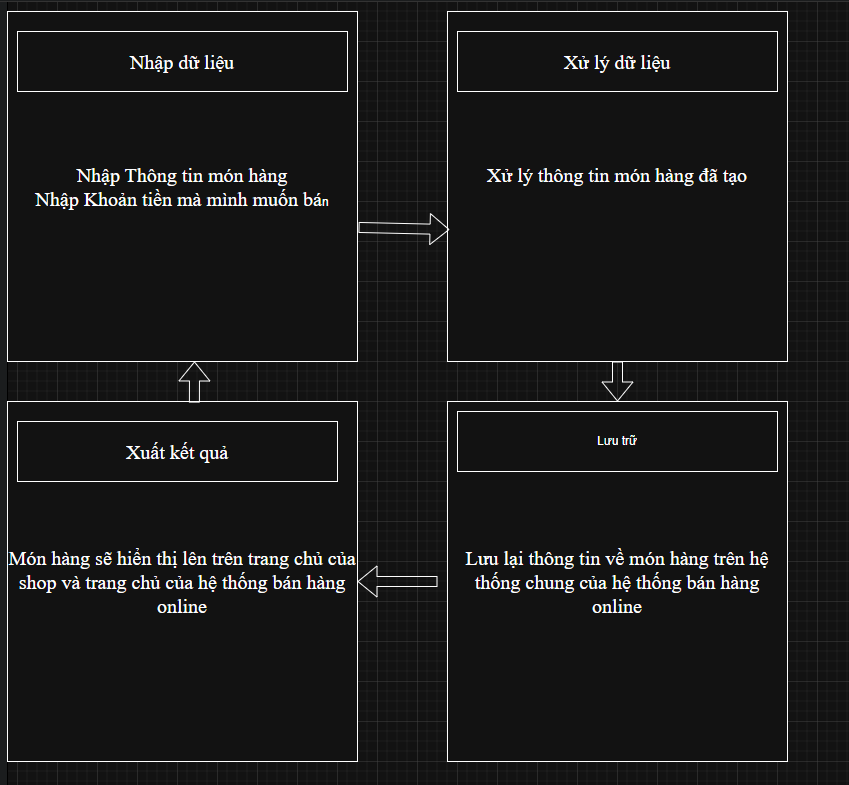 Nhập dữ liệu
Nhập Thông tin món hàng
Nhập Khoản tiền mà mình muốn bán
Xử lý dữ liệu
Xử lý thông tin món hàng đã tạo
Lưu trữ
Lưu lại thông tin về món hàng trên hệ
thống chung của hệ thống bán hàng
online
Xuất kết quả
Món hàng sẽ hiển thị lên trên trang chủ của
shop và trang chủ của hệ thống bán hàng
online